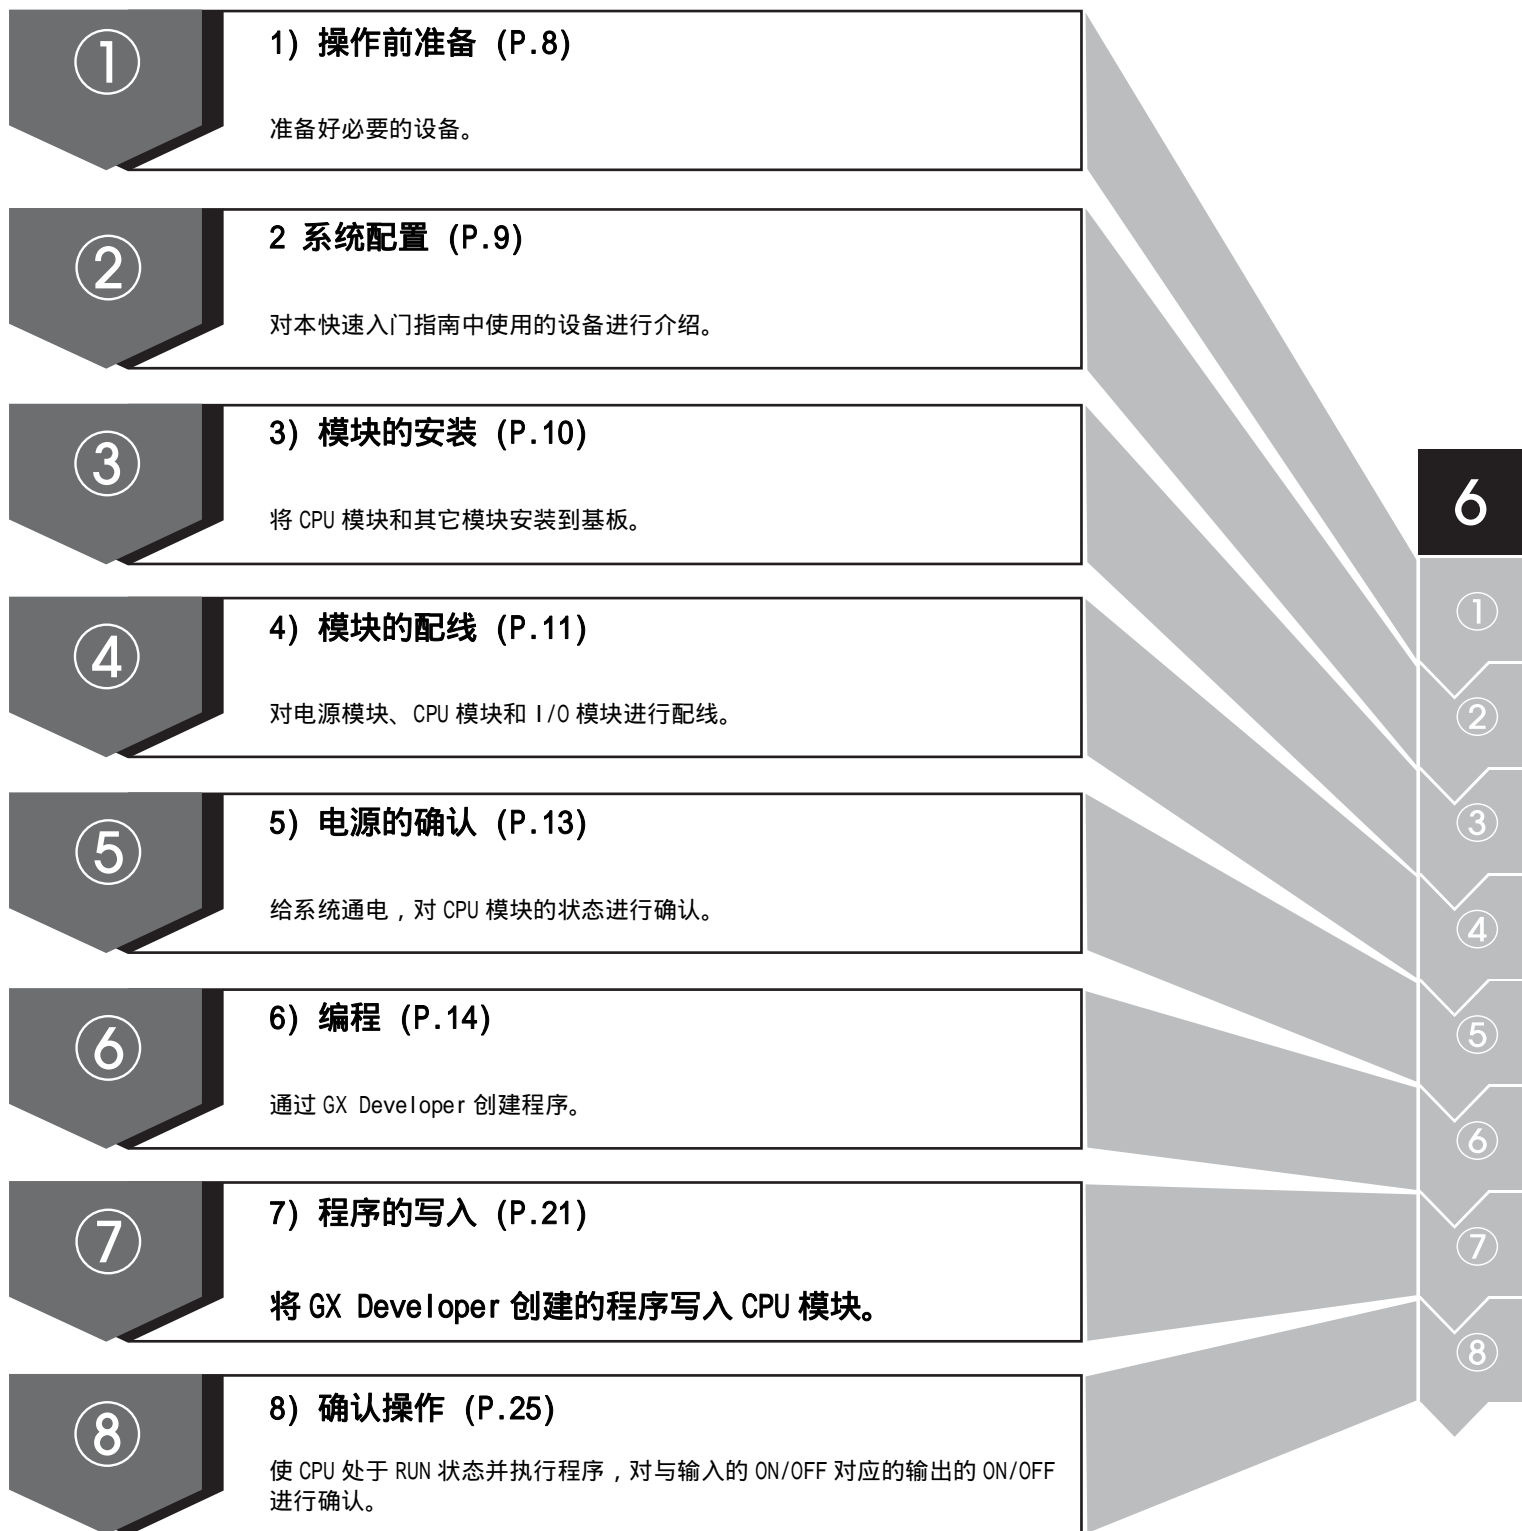 ①
1) 操作前准备 (P.8)
准备好必要的设备。
②
2 系统配置 (P.9)
对本快速入门指南中使用的设备进行介绍。
③
3) 模块的安装 (P.10)
将 CPU 模块和其它模块安装到基板。
④
4) 模块的配线 (P.11)
对电源模块、CPU 模块和 I/O 模块进行配线。
⑤
5) 电源的确认 (P.13)
给系统通电，对 CPU 模块的状态进行确认。
⑥
6) 编程 (P.14)
通过 GX Developer 创建程序。
⑦
7) 程序的写入 (P.21)
将 GX Developer 创建的程序写入 CPU 模块。
⑧
8) 确认操作 (P.25)
使 CPU 处于 RUN 状态并执行程序，对与输入的 ON/OFF 对应的输出的 ON/OFF
进行确认。
6
①
②
③
④
⑤
⑥
⑦
⑧